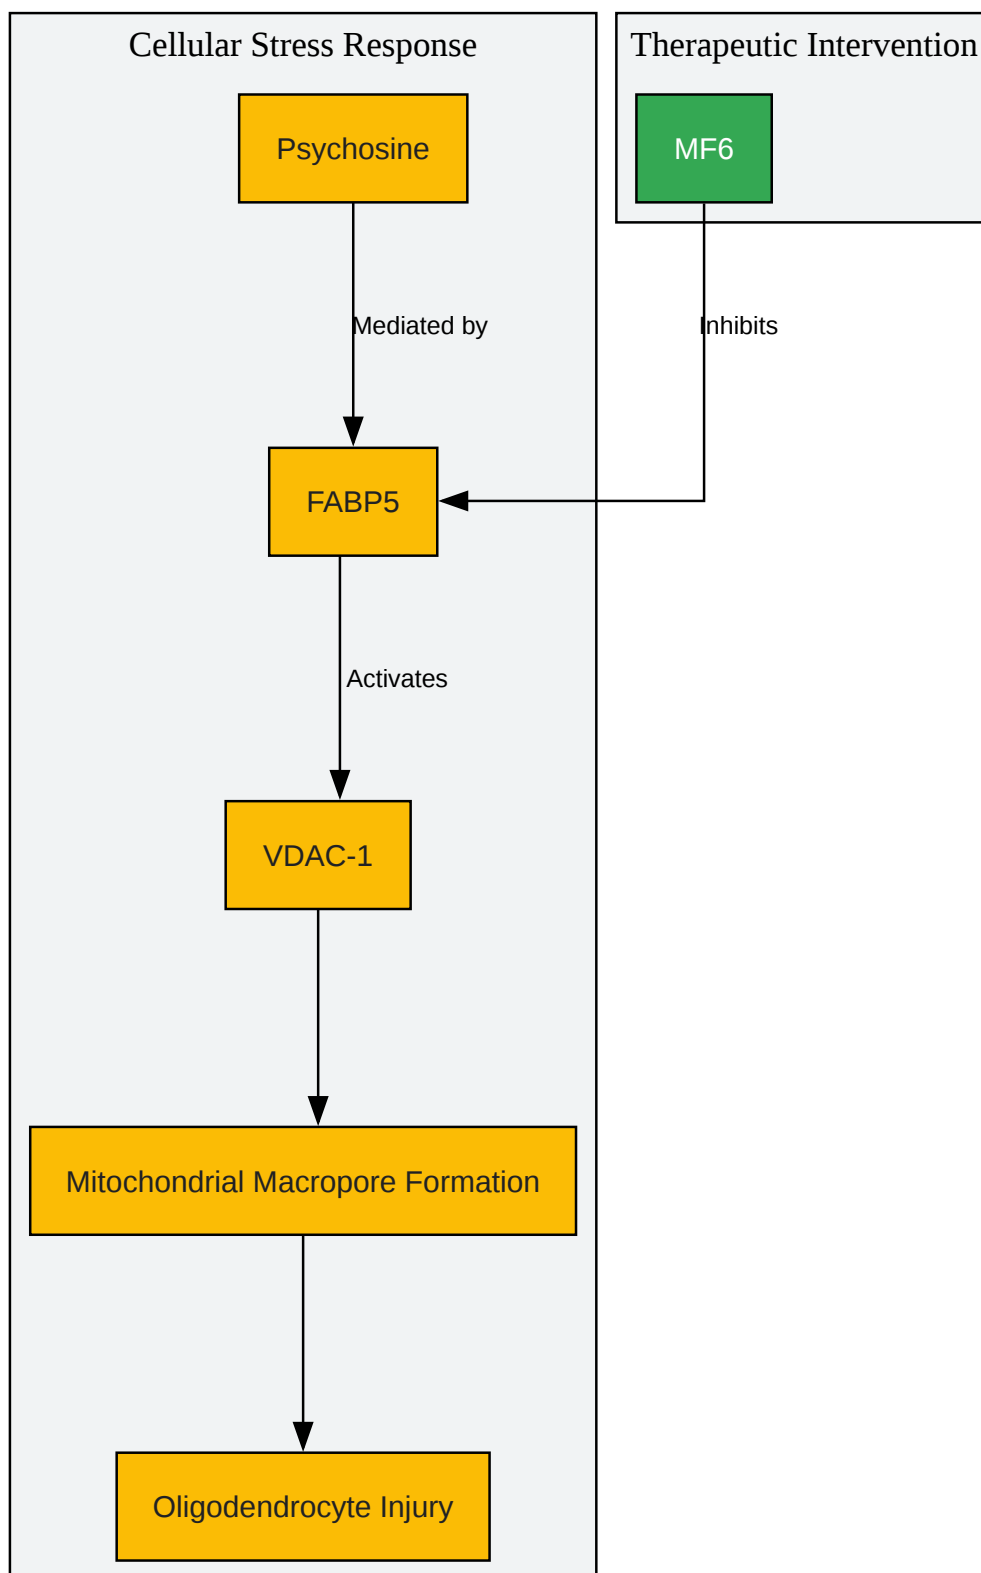 Cellular Stress Response
Therapeutic Intervention
Psychosine
MF6
Mediated by
Inhibits
FABP5
Activates
VDAC-1
Mitochondrial Macropore Formation
Oligodendrocyte Injury